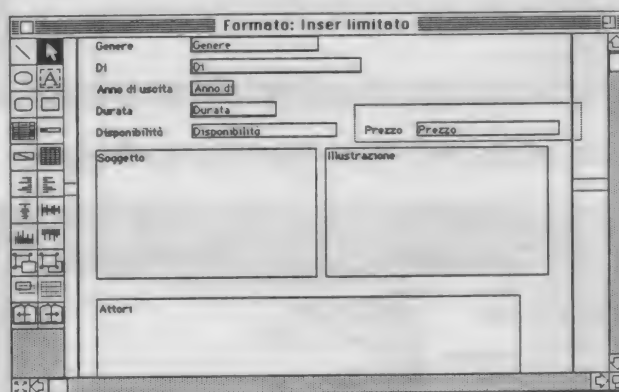 Formato: Inser limitato
Genere Genere
Di Di
Anno di uscita Anno di
Durata Durata
Disponibilità Disponibilità Prezzo Prezzo
Soggetto Illustrazione
Attori